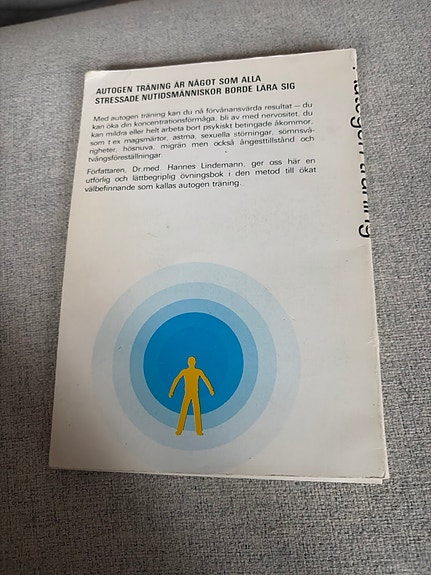 AUTOGEN TRÄNING ÄR NÅGOT SOM ALLA
STRESSADE NUTIDSMÄNNISKOR BORDE LÄRA SIG
Med autogen träning kan du nå förvånansvärda resultat – du
kan öka din koncentrationsförmåga, bli av med nervositet, du
kan mildra eller helt arbeta bort psykiskt betingade åkommor,
som t ex magsmärtor, astma, sexuella störningar, sömnsvå-
righeter, hösnuva, migrän men också ångesttillstånd och
tvångsföreställningar.
Författaren, Dr.med. Hannes Lindemann, ger oss här en
utförlig och lättbegriplig övningsbok i den metod till ökat
välbefinnande som kallas autogen träning.
Autogen träning